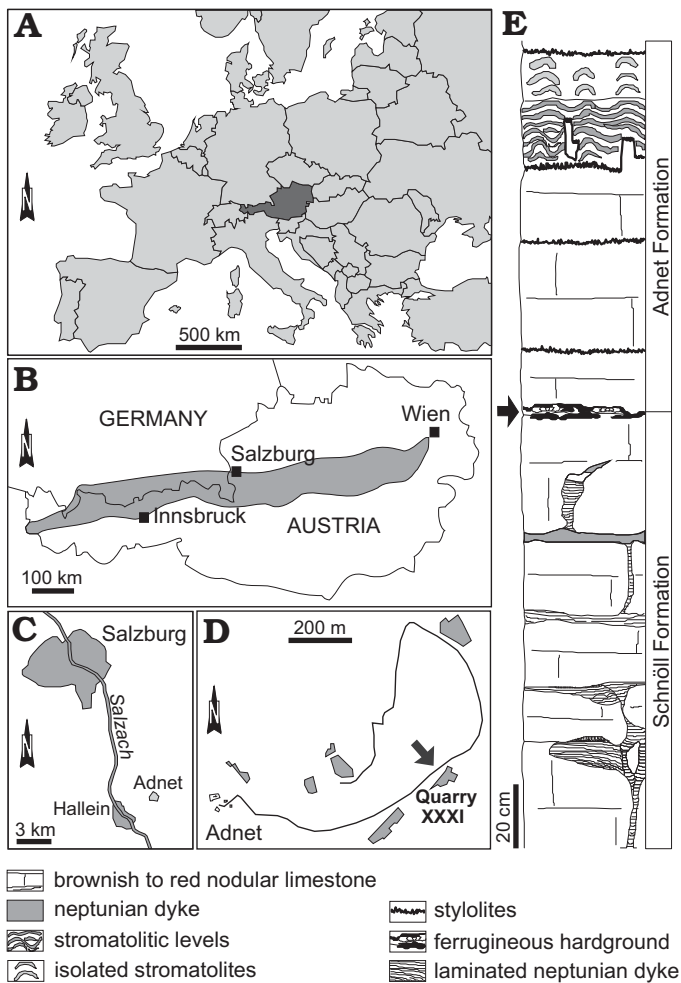 A
N
500 km
B
N
GERMANY
Wien
Salzburg
Innsbruck
AUSTRIA
100 km
C
Salzburg
N
Salzach
Adnet
Hallein
3 km
D
200 m
N
Quarry
XXXI
Adnet
E
Adnet Formation
Schnöll Formation
20 cm
brownish to red nodular limestone
neptunian dyke
stromatolitic levels
isolated stromatolites
stylolites
ferrugineous hardground
laminated neptunian dyke